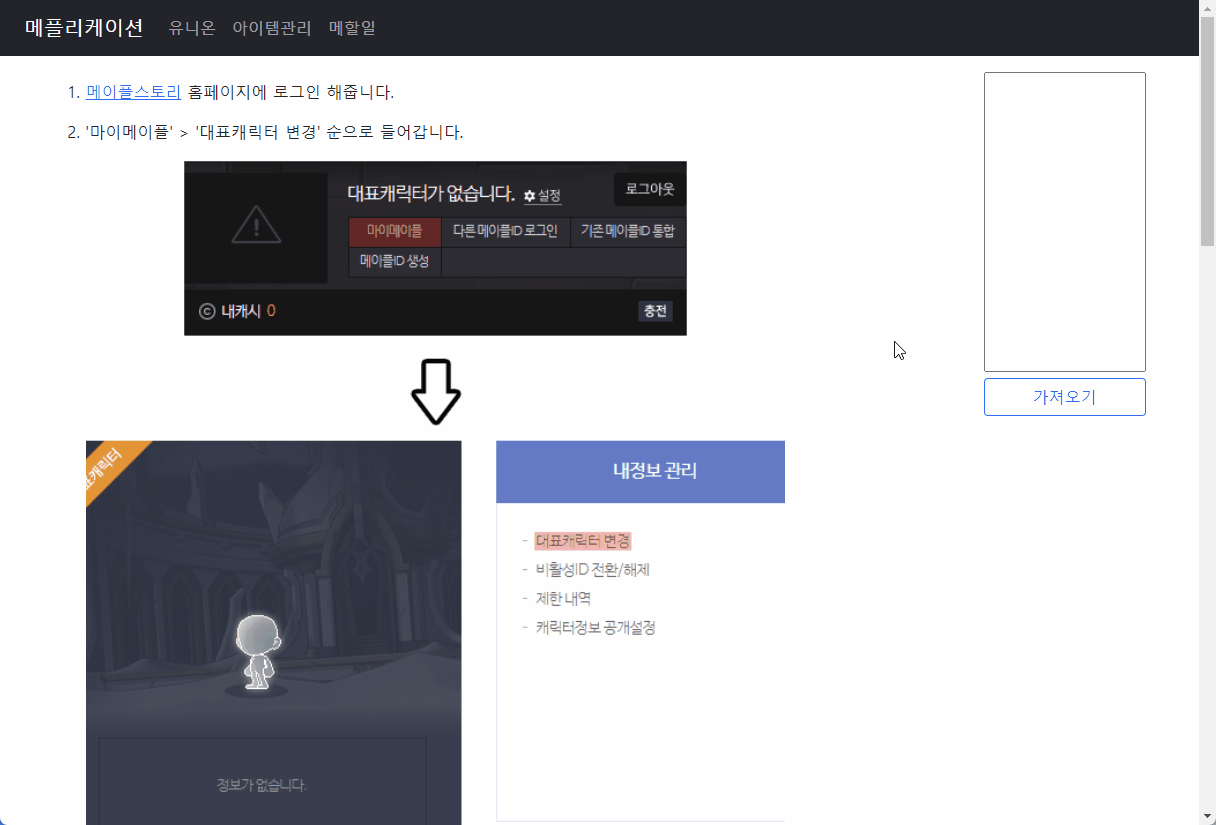 메플리케이션 유니온 아이템관리 메할일
1. 메이플스토리 홈페이지에 로그인 해줍니다.
2. '마이메이플' > '대표캐릭터 변경' 순으로 들어갑니다.
대표캐릭터가 없습니다. 설정 로그아웃
마이메이플 다른 메이플ID 로그인 기존 메이플ID 통합
메이플ID 생성
© 내캐시 0 충전
가져오기
표캐릭터
내정보 관리
- 대표캐릭터 변경
- 비활성ID 전환/해제
- 제한 내역
- 캐릭터정보 공개설정
정보가 없습니다.